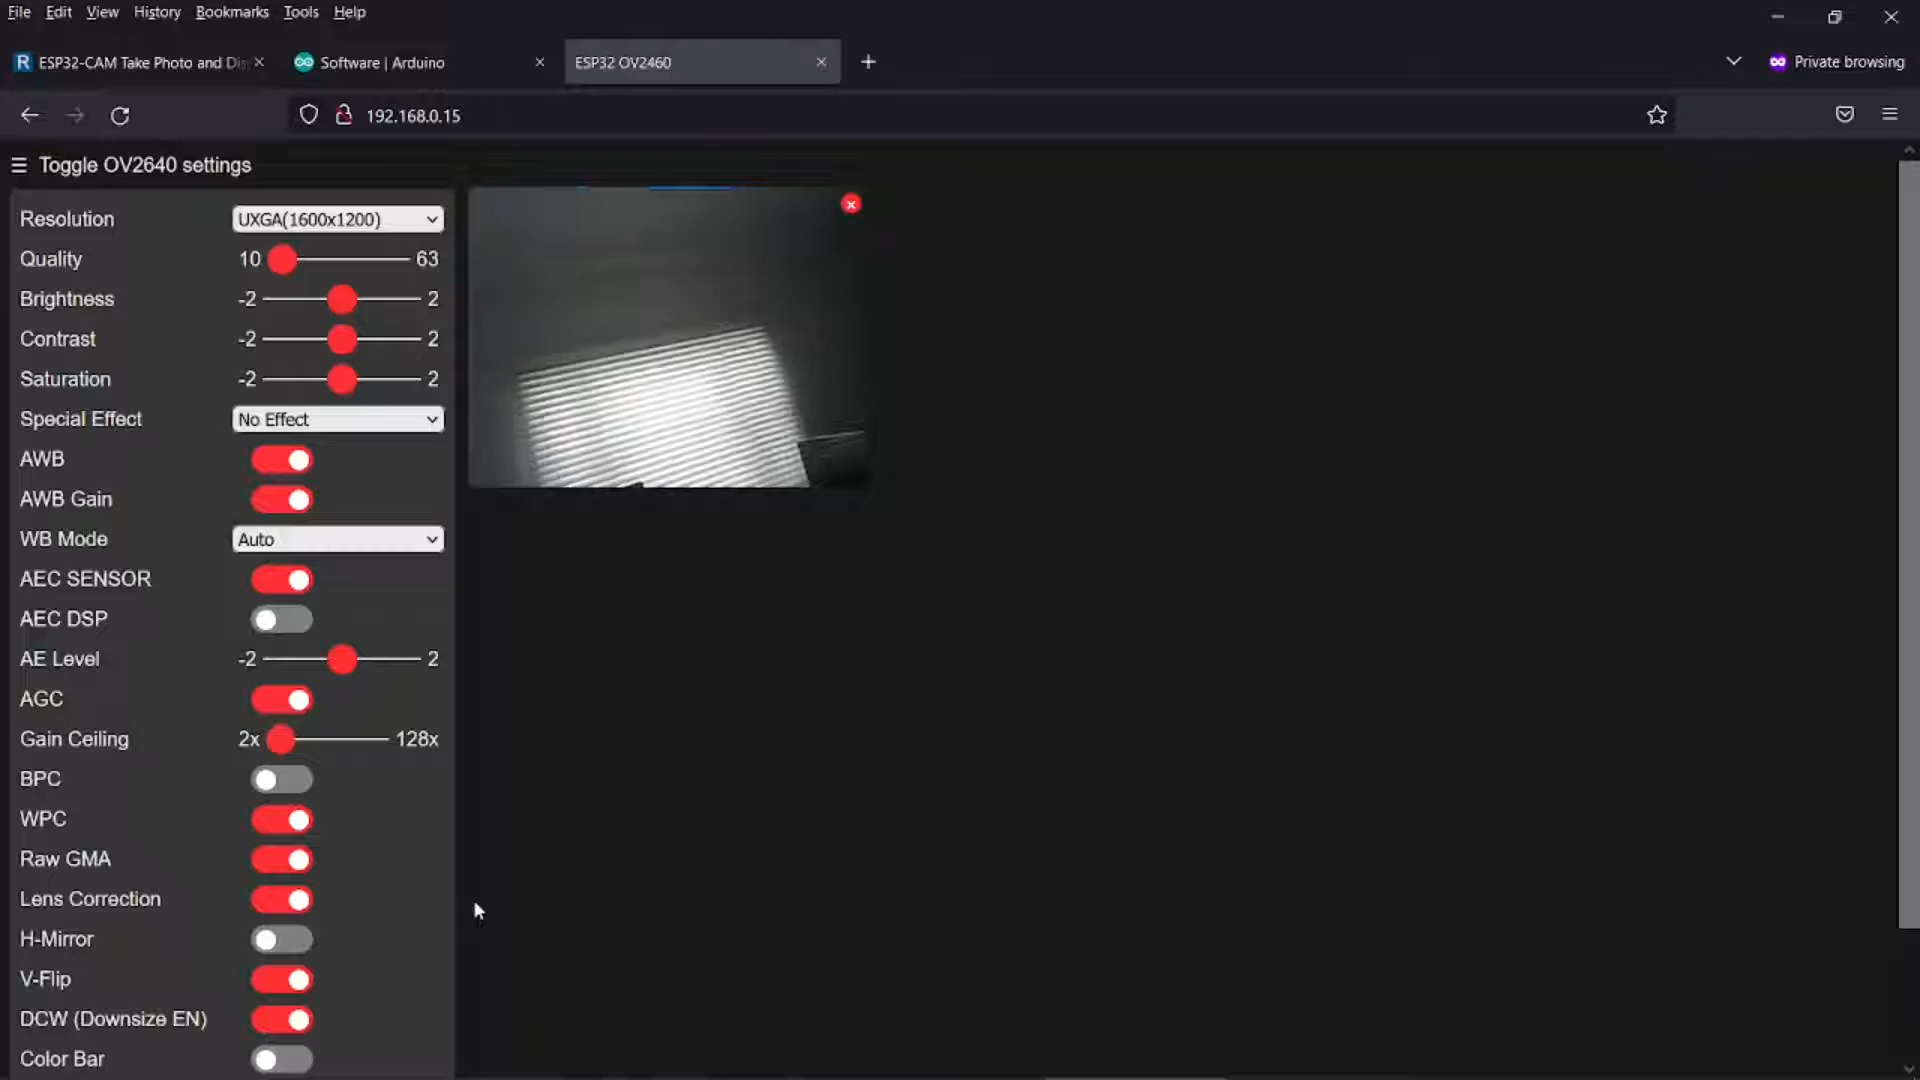 File Edit View History Bookmarks Tools Help
ESP32-CAM Take Photo and Dis
Software | Arduino
ESP32 OV2460
Private browsing
192.168.0.15
Toggle OV2640 settings
Resolution UXGA(1600x1200)
Quality 10 63
Brightness -2 2
Contrast -2 2
Saturation -2 2
Special Effect No Effect
AWB
AWB Gain
WB Mode Auto
AEC SENSOR
AEC DSP
AE Level -2 2
AGC
Gain Ceiling 2x 128x
BPC
WPC
Raw GMA
Lens Correction
H-Mirror
V-Flip
DCW (Downsize EN)
Color Bar